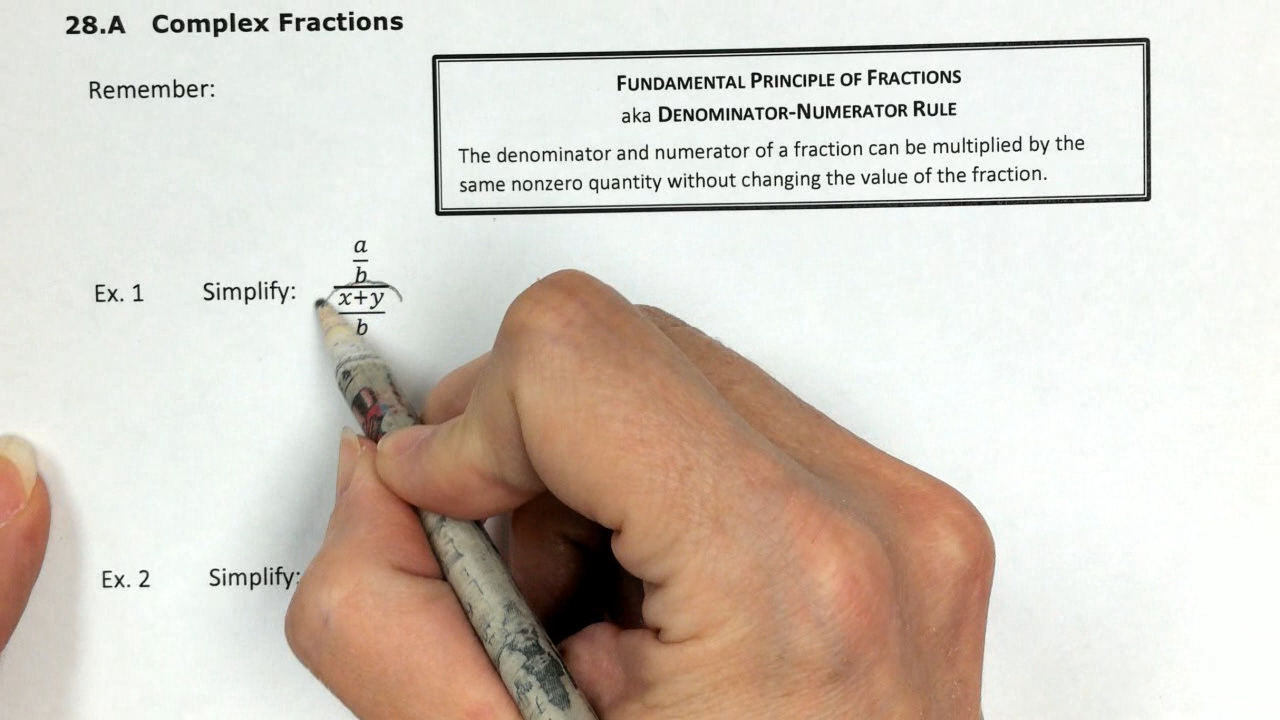 28.A Complex Fractions
Remember:
FUNDAMENTAL PRINCIPLE OF FRACTIONS
aka DENOMINATOR-NUMERATOR RULE
The denominator and numerator of a fraction can be multiplied by the
same nonzero quantity without changing the value of the fraction.
a
b
Ex. 1 Simplify:
x+y
b
Ex. 2 Simplify: